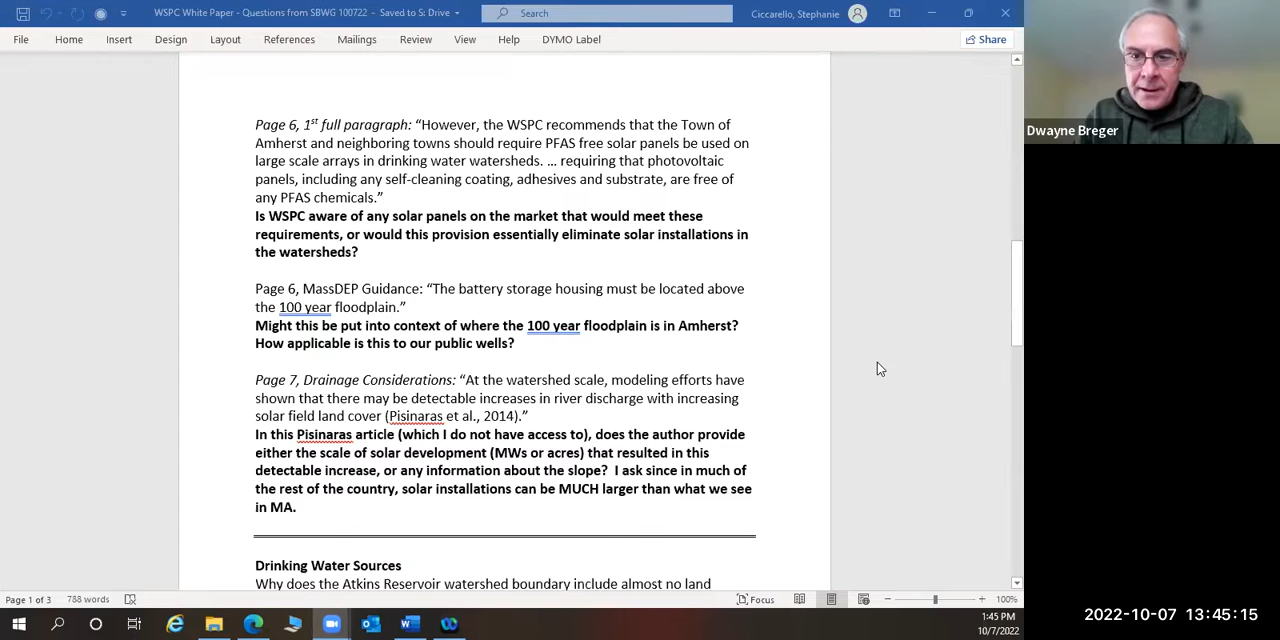 WSPC White Paper - Questions from SBWG 100722 - Saved to S: Drive
Search
Ciccarello, Stephanie
File Home Insert Design Layout References Mailings Review View Help DYMO Label
Share
Page 6, 1st full paragraph: “However, the WSPC recommends that the Town of
Amherst and neighboring towns should require PFAS free solar panels be used on
large scale arrays in drinking water watersheds. ... requiring that photovoltaic
panels, including any self-cleaning coating, adhesives and substrate, are free of
any PFAS chemicals.”
Is WSPC aware of any solar panels on the market that would meet these
requirements, or would this provision essentially eliminate solar installations in
the watersheds?
Page 6, MassDEP Guidance: “The battery storage housing must be located above
the 100 year floodplain.”
Might this be put into context of where the 100 year floodplain is in Amherst?
How applicable is this to our public wells?
Page 7, Drainage Considerations: “At the watershed scale, modeling efforts have
shown that there may be detectable increases in river discharge with increasing
solar field land cover (Pisinaras et al., 2014).”
In this Pisinaras article (which I do not have access to), does the author provide
either the scale of solar development (MWs or acres) that resulted in this
detectable increase, or any information about the slope? I ask since in much of
the rest of the country, solar installations can be MUCH larger than what we see
in MA.
Drinking Water Sources
Why does the Atkins Reservoir watershed boundary include almost no land
Page 1 of 3 788 words
Focus
100%
1:45 PM
10/7/2022
Dwayne Breger
2022-10-07 13:45:15